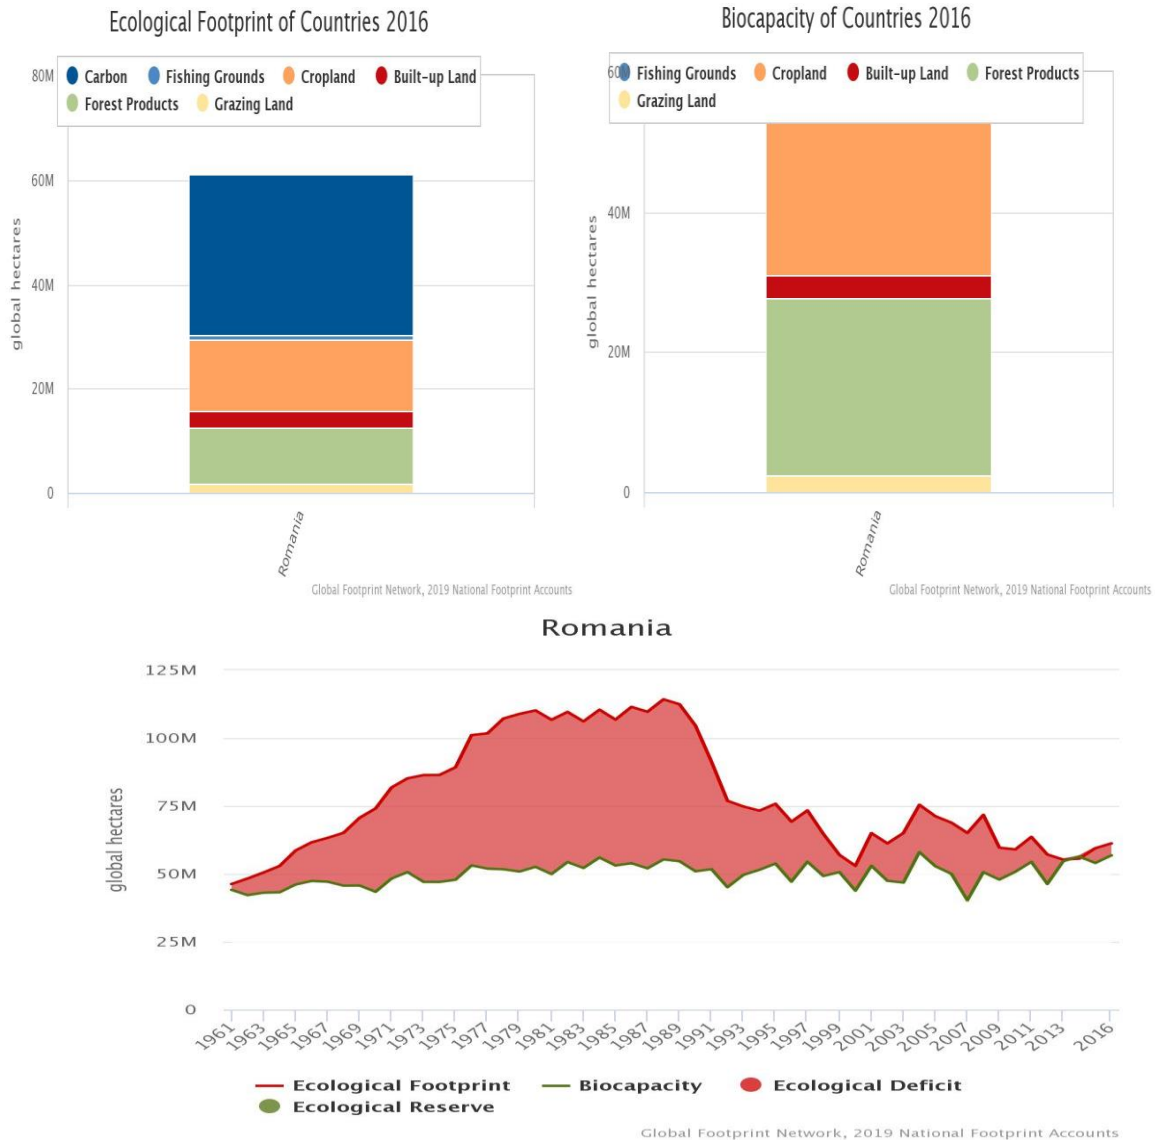 Ecological Footprint of Countries 2016
80M
Carbon Fishing Grounds Cropland Built-up Land
Forest Products Grazing Land
60M
40M
20M
0
global hectares
Romania
Global Footprint Network, 2019 National Footprint Accounts
Biocapacity of Countries 2016
Fishing Grounds Cropland Built-up Land Forest Products
Grazing Land
40M
20M
0
global hectares
Romania
Global Footprint Network, 2019 National Footprint Accounts
Romania
125M
100M
75M
50M
25M
0
global hectares
1961 1963 1965 1967 1969 1971 1973 1975 1977 1979 1981 1983 1985 1987 1989 1991 1993 1995 1997 1999 2001 2003 2005 2007 2009 2011 2013 2016
Ecological Footprint Biocapacity Ecological Deficit
Ecological Reserve
Global Footprint Network, 2019 National Footprint Accounts